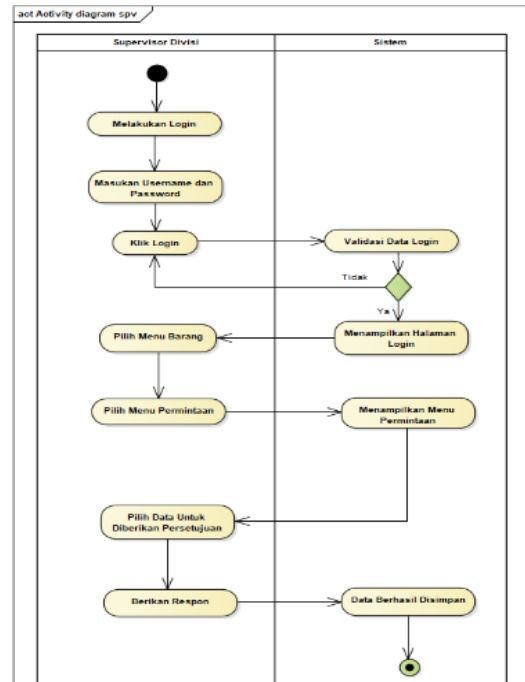 act Activity diagram spv
Supervisor Divisi
Sistem
Melakukan Login
Masukan Username dan
Password
Klik Login
Validasi Data Login
Tidak
Ya
Menampilkan Halaman
Login
Pilih Menu Barang
Pilih Menu Permintaan
Menampilkan Menu
Permintaan
Pilih Data Untuk
Diberikan Persetujuan
Berikan Respon
Data Berhasil Disimpan